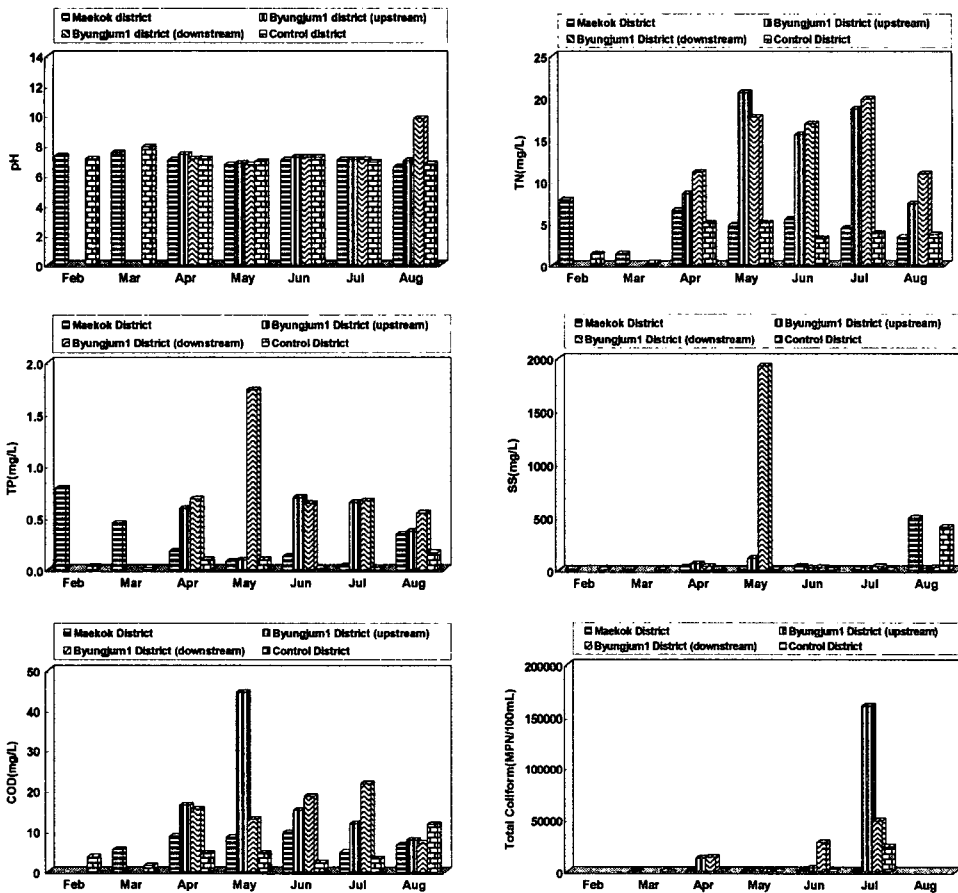 Maekok district Byungjum1 district (upstream)
Byungjum1 district (downstream) Control district
14
12
10
8
6
4
2
0
pH
Feb Mar Apr May Jun Jul Aug
Maekok District Byungjum1 District (upstream)
Byungjum1 District (downstream) Control District
25
20
15
10
5
0
TN(mg/L)
Feb Mar Apr May Jun Jul Aug
Maekok District Byungjum1 District (upstream)
Byungjum1 District (downstream) Control District
2.0
1.5
1.0
0.5
0.0
TP(mg/L)
Feb Mar Apr May Jun Jul Aug
Maekok District Byungjum1 District (upstream)
Byungjum1 District (downstream) Control District
2000
1500
1000
500
0
SS(mg/L)
Feb Mar Apr May Jun Jul Aug
Maekok District Byungjum1 District (upstream)
Byungjum1 District (downstream) Control District
50
40
30
20
10
0
COD(mg/L)
Feb Mar Apr May Jun Jul Aug
Maekok District Byungjum1 District (upstream)
Byungjum1 District (downstream) Control District
200000
150000
100000
50000
0
Total Coliform(MPN/100mL)
Feb Mar Apr May Jun Jul Aug